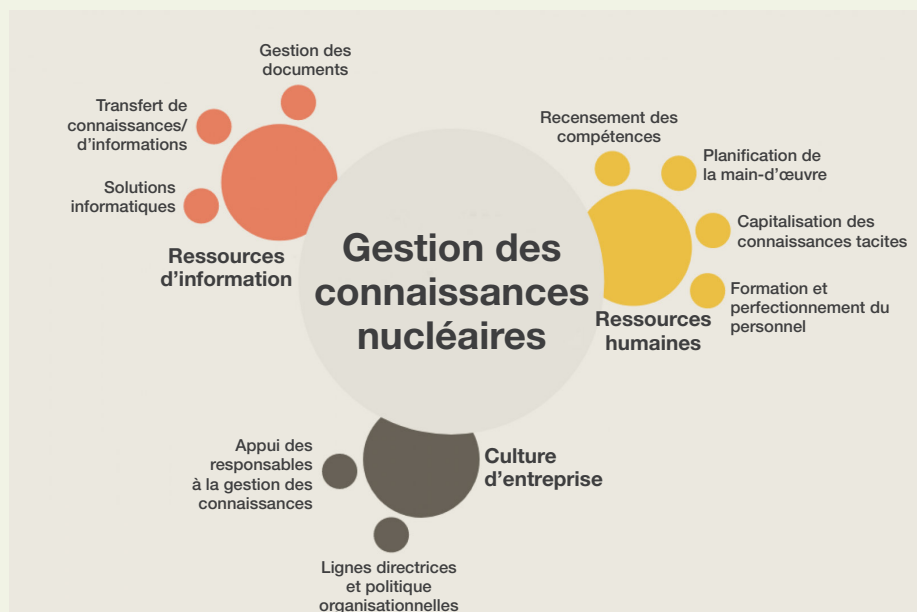 Gestion des
documents
Transfert de
connaissances/
d'informations
Solutions
informatiques
Ressources
d'information
Gestion des
connaissances
nucléaires
Recensement des
compétences
Planification de
la main-d'œuvre
Capitalisation des
connaissances tacites
Formation et
perfectionnement du
personnel
Ressources
humaines
Culture
d'entreprise
Appui des
responsables
à la gestion des
connaissances
Lignes directrices
et politique
organisationnelles